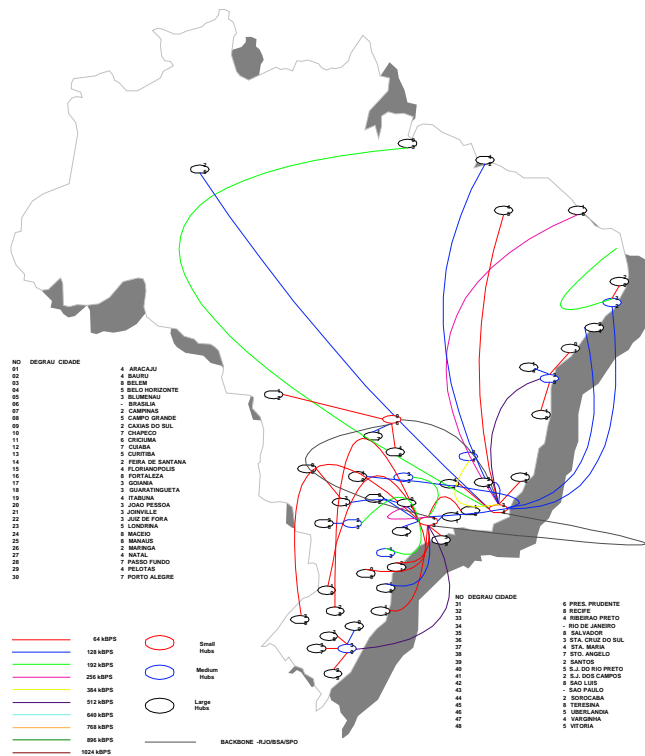 NO DEGRAU CIDADE
01 4 ARACAJU
02 4 BAURU
03 8 BELEM
04 5 BELO HORIZONTE
05 3 BLUMENAU
06 - BRASILIA
07 2 CAMPINAS
08 5 CAMPO GRANDE
09 2 CAXIAS DO SUL
10 7 CHAPECO
11 6 CRICIUMA
12 7 CUIABA
13 5 CURITIBA
14 2 FEIRA DE SANTANA
15 4 FLORIANOPOLIS
16 8 FORTALEZA
17 3 GOIANIA
18 3 GUARATINGUETA
19 4 ITABUNA
20 3 JOAO PESSOA
21 3 JOINVILLE
22 3 JUIZ DE FORA
23 5 LONDRINA
24 8 MACEIO
25 8 MANAUS
26 2 MARINGA
27 4 NATAL
28 7 PASSO FUNDO
29 4 PELOTAS
30 7 PORTO ALEGRE
NO DEGRAU CIDADE
31 6 PRES. PRUDENTE
32 8 RECIFE
33 4 RIBEIRAO PRETO
34 - RIO DE JANEIRO
35 8 SALVADOR
36 3 STA. CRUZ DO SUL
37 4 STA. MARIA
38 7 STO. ANGELO
39 2 SANTOS
40 5 S.J. DO RIO PRETO
41 2 S.J. DOS CAMPOS
42 8 SAO LUIS
43 - SAO PAULO
44 2 SOROCABA
45 8 TERESINA
46 5 UBERLANDIA
47 4 VARGINHA
48 5 VITORIA
64 kBPS
128 kBPS
192 kBPS
256 kBPS
384 kBPS
512 kBPS
640 kBPS
768 kBPS
896 kBPS
1024 kBPS
Small
Hubs
Medium
Hubs
Large
Hubs
BACKBONE -RJO/BSA/SPO